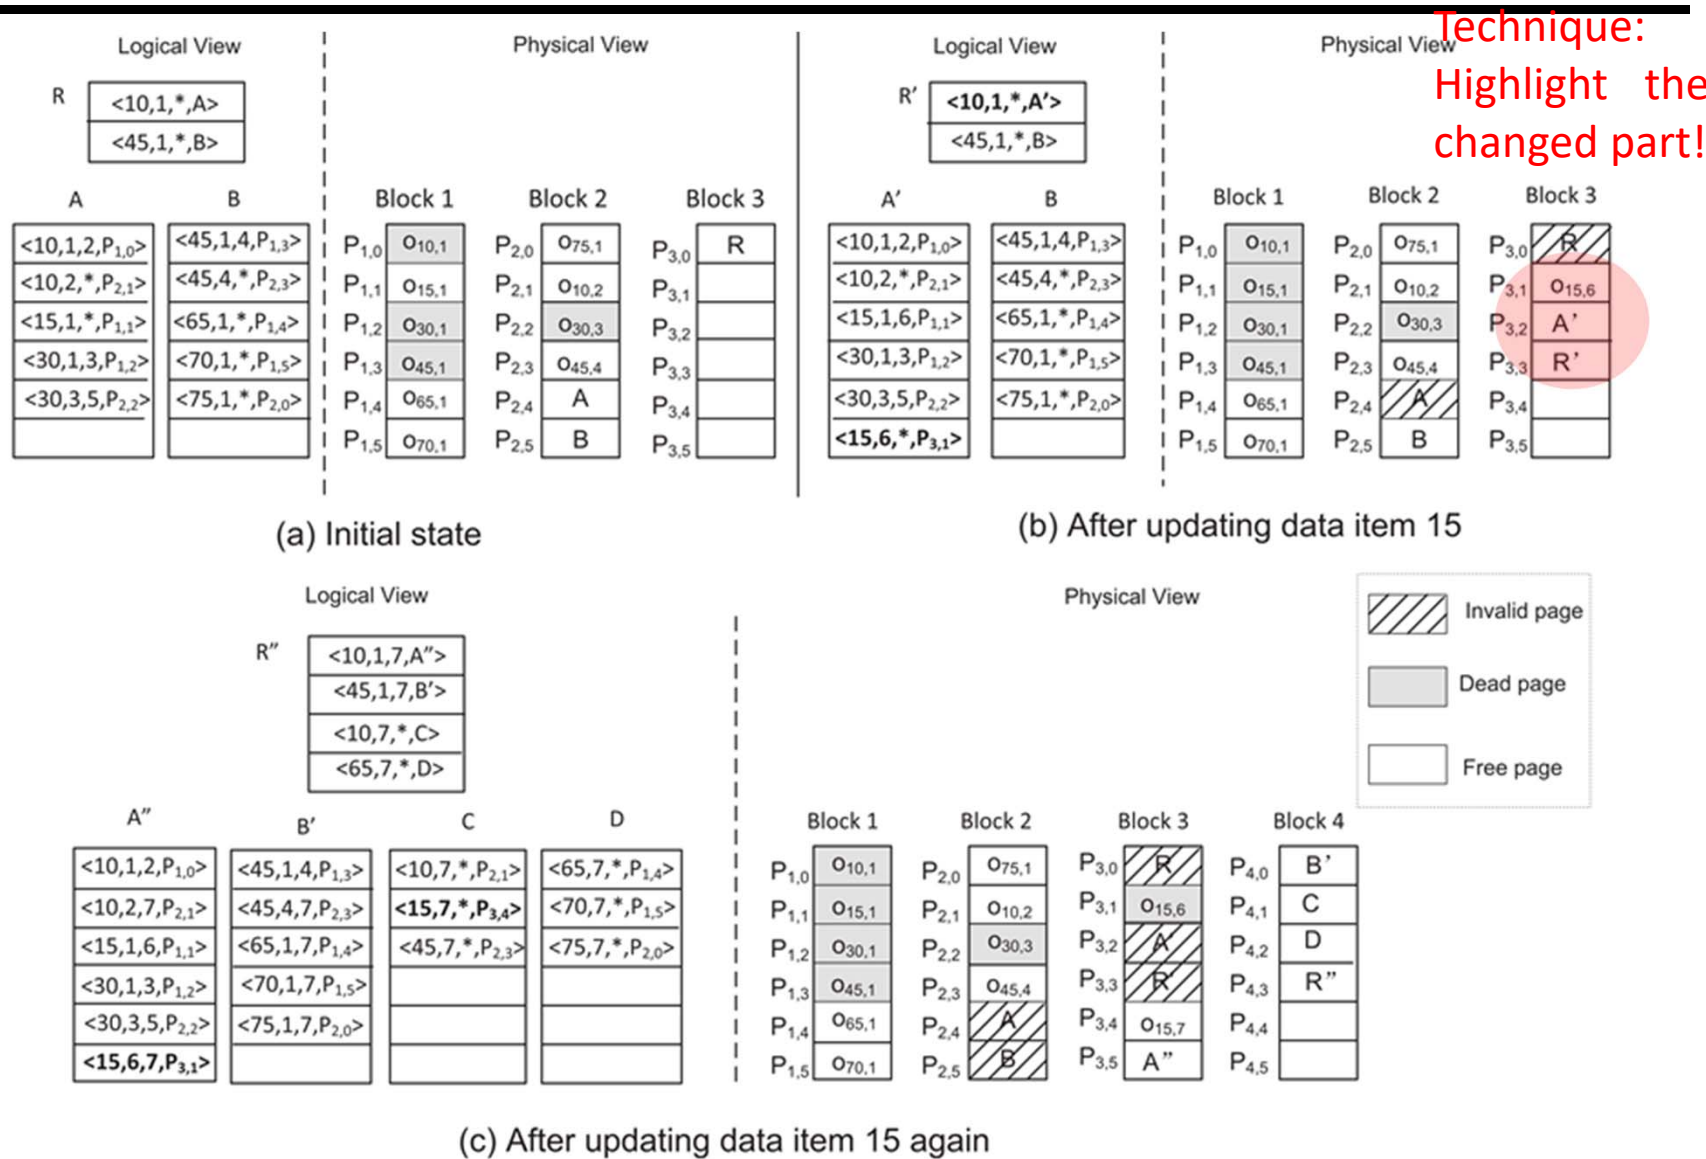 Technique:
Highlight the
changed part!
Logical View
Physical View
R
<10,1,*,A>
<45,1,*,B>
A
B
<10,1,2,P1,0>
<10,2,*,P2,1>
<15,1,*,P1,1>
<30,1,3,P1,2>
<30,3,5,P2,2>
<45,1,4,P1,3>
<45,4,*,P2,3>
<65,1,*,P1,4>
<70,1,*,P1,5>
<75,1,*,P2,0>
Block 1
P1,0 O10,1
P1,1 O15,1
P1,2 O30,1
P1,3 O45,1
P1,4 O65,1
P1,5 O70,1
Block 2
P2,0 O75,1
P2,1 O10,2
P2,2 O30,3
P2,3 O45,4
P2,4 A
P2,5 B
Block 3
P3,0 R
P3,1
P3,2
P3,3
P3,4
P3,5
(a) Initial state
Logical View
Physical View
R'
<10,1,*,A'>
<45,1,*,B>
A'
B
<10,1,2,P1,0>
<10,2,*,P2,1>
<15,1,6,P1,1>
<30,1,3,P1,2>
<30,3,5,P2,2>
<15,6,*,P3,1>
<45,1,4,P1,3>
<45,4,*,P2,3>
<65,1,*,P1,4>
<70,1,*,P1,5>
<75,1,*,P2,0>
Block 1
P1,0 O10,1
P1,1 O15,1
P1,2 O30,1
P1,3 O45,1
P1,4 O65,1
P1,5 O70,1
Block 2
P2,0 O75,1
P2,1 O10,2
P2,2 O30,3
P2,3 O45,4
P2,4 A
P2,5 B
Block 3
P3,0 R
P3,1 O15,6
P3,2 A'
P3,3 R'
P3,4
P3,5
(b) After updating data item 15
Logical View
Physical View
R"
<10,1,7,A">
<45,1,7,B'>
<10,7,*,C>
<65,7,*,D>
A"
B'
C
D
<10,1,2,P1,0>
<10,2,7,P2,1>
<15,1,6,P1,1>
<30,1,3,P1,2>
<30,3,5,P2,2>
<15,6,7,P3,1>
<45,1,4,P1,3>
<45,4,7,P2,3>
<65,1,7,P1,4>
<70,1,7,P1,5>
<75,1,7,P2,0>
<10,7,*,P2,1>
<15,7,*,P3,4>
<45,7,*,P2,3>
<65,7,*,P1,4>
<70,7,*,P1,5>
<75,7,*,P2,0>
Block 1
P1,0 O10,1
P1,1 O15,1
P1,2 O30,1
P1,3 O45,1
P1,4 O65,1
P1,5 O70,1
Block 2
P2,0 O75,1
P2,1 O10,2
P2,2 O30,3
P2,3 O45,4
P2,4 A
P2,5 B
Block 3
P3,0 R
P3,1 O15,6
P3,2 A'
P3,3 R'
P3,4 O15,7
P3,5 A"
Block 4
P4,0 B'
P4,1 C
P4,2 D
P4,3 R"
P4,4
P4,5
Invalid page
Dead page
Free page
(c) After updating data item 15 again